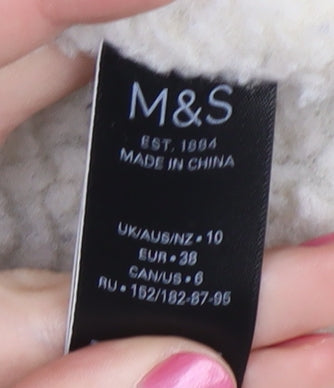 M&S
EST. 1884
MADE IN CHINA
UK/AUS/NZ • 10
EUR • 38
CAN/US • 6
RU • 152/182-87-95